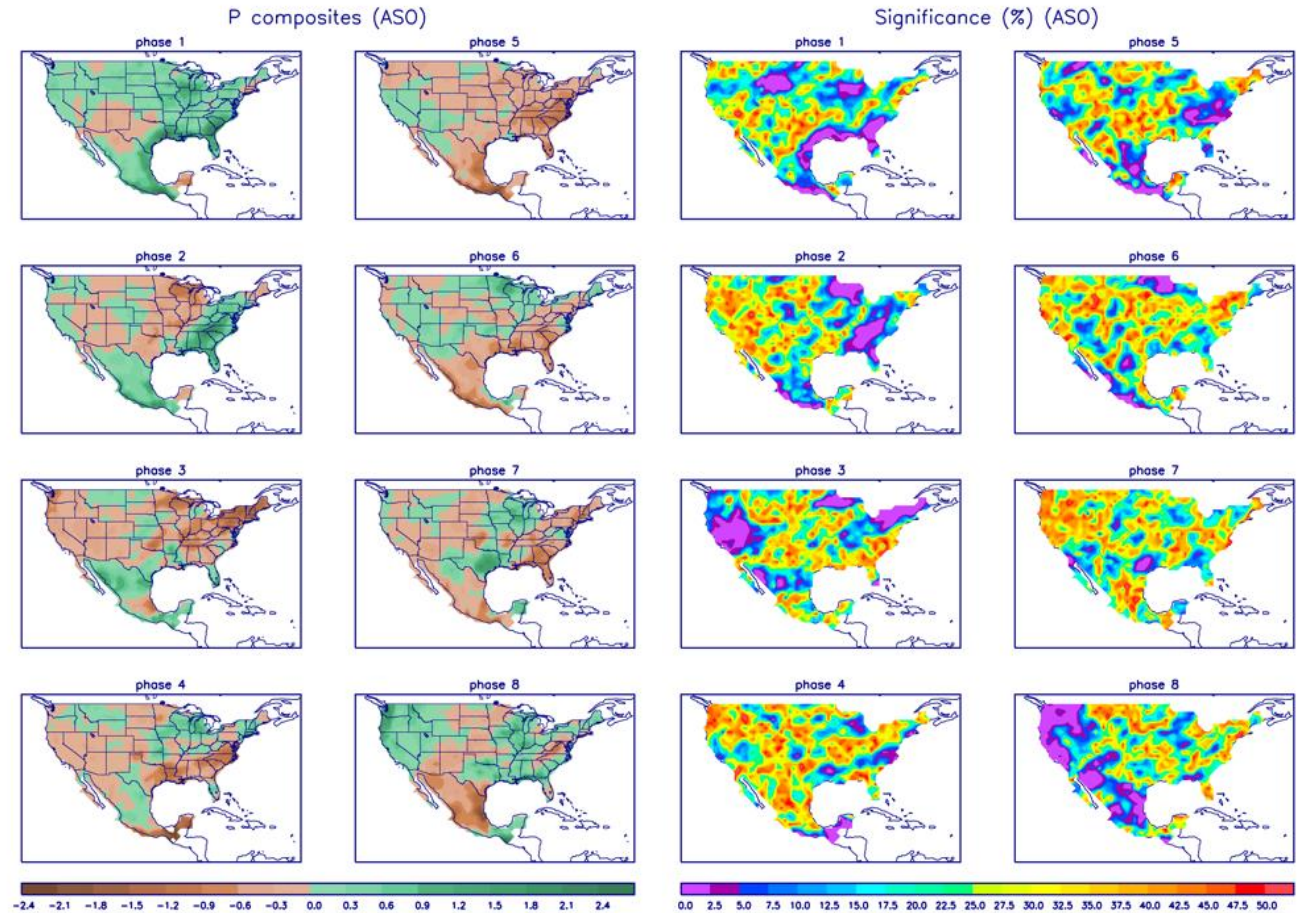 P composites (ASO)
Significance (%) (ASO)
phase 1
phase 5
phase 1
phase 5
phase 2
phase 6
phase 2
phase 6
phase 3
phase 7
phase 3
phase 7
phase 4
phase 8
phase 4
phase 8
−2.4 −2.1 −1.8 −1.2 −0.9 −0.6 −0.3 0.0 0.3 0.6 0.9 1.2 1.8 2.1 2.4
0.0 2.5 5.0 7.5 10.0 12.5 15.0 17.5 20.0 22.5 25.0 27.5 30.0 32.5 35.0 37.5 40.0 42.5 45.0 47.5 50.0